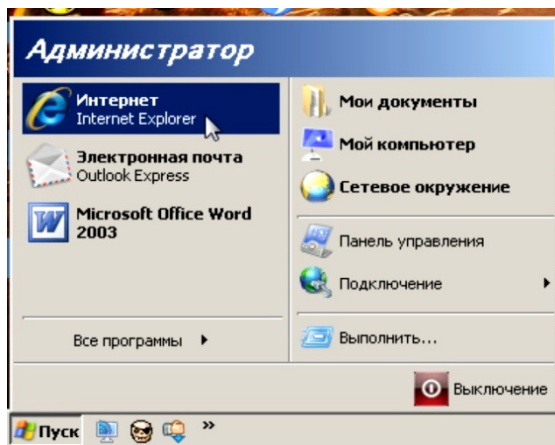 Администратор
Интернет
Internet Explorer
Электронная почта
Outlook Express
Microsoft Office Word
2003
Все программы
Мои документы
Мой компьютер
Сетевое окружение
Панель управления
Подключение
Выполнить...
Выключение
Пуск